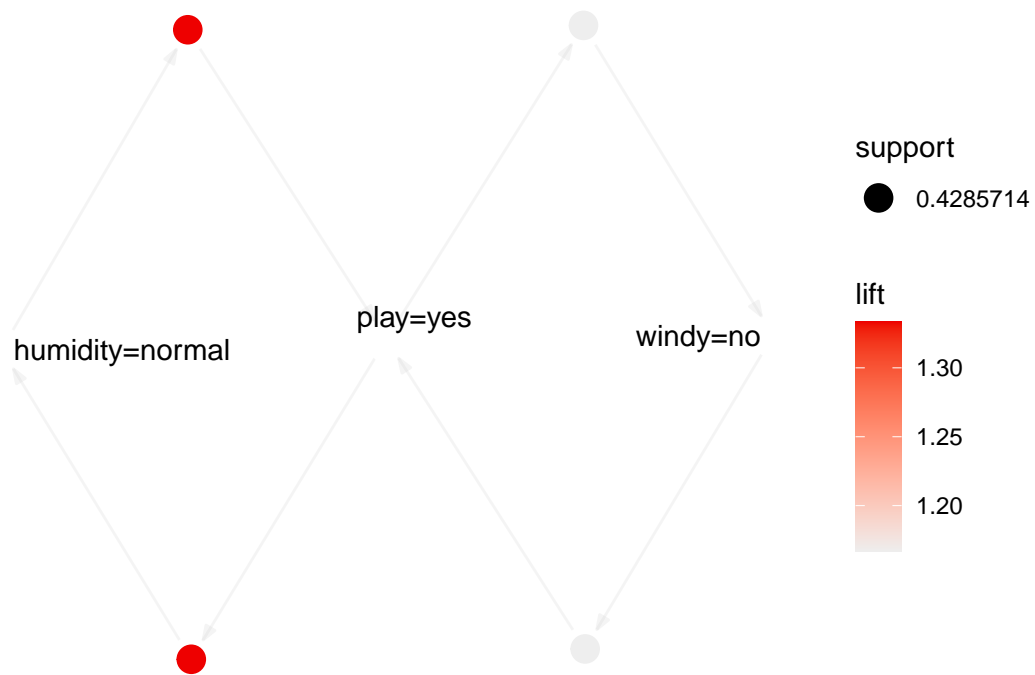 humidity=normal
play=yes
windy=no
support
0.4285714
lift
1.30
1.25
1.20